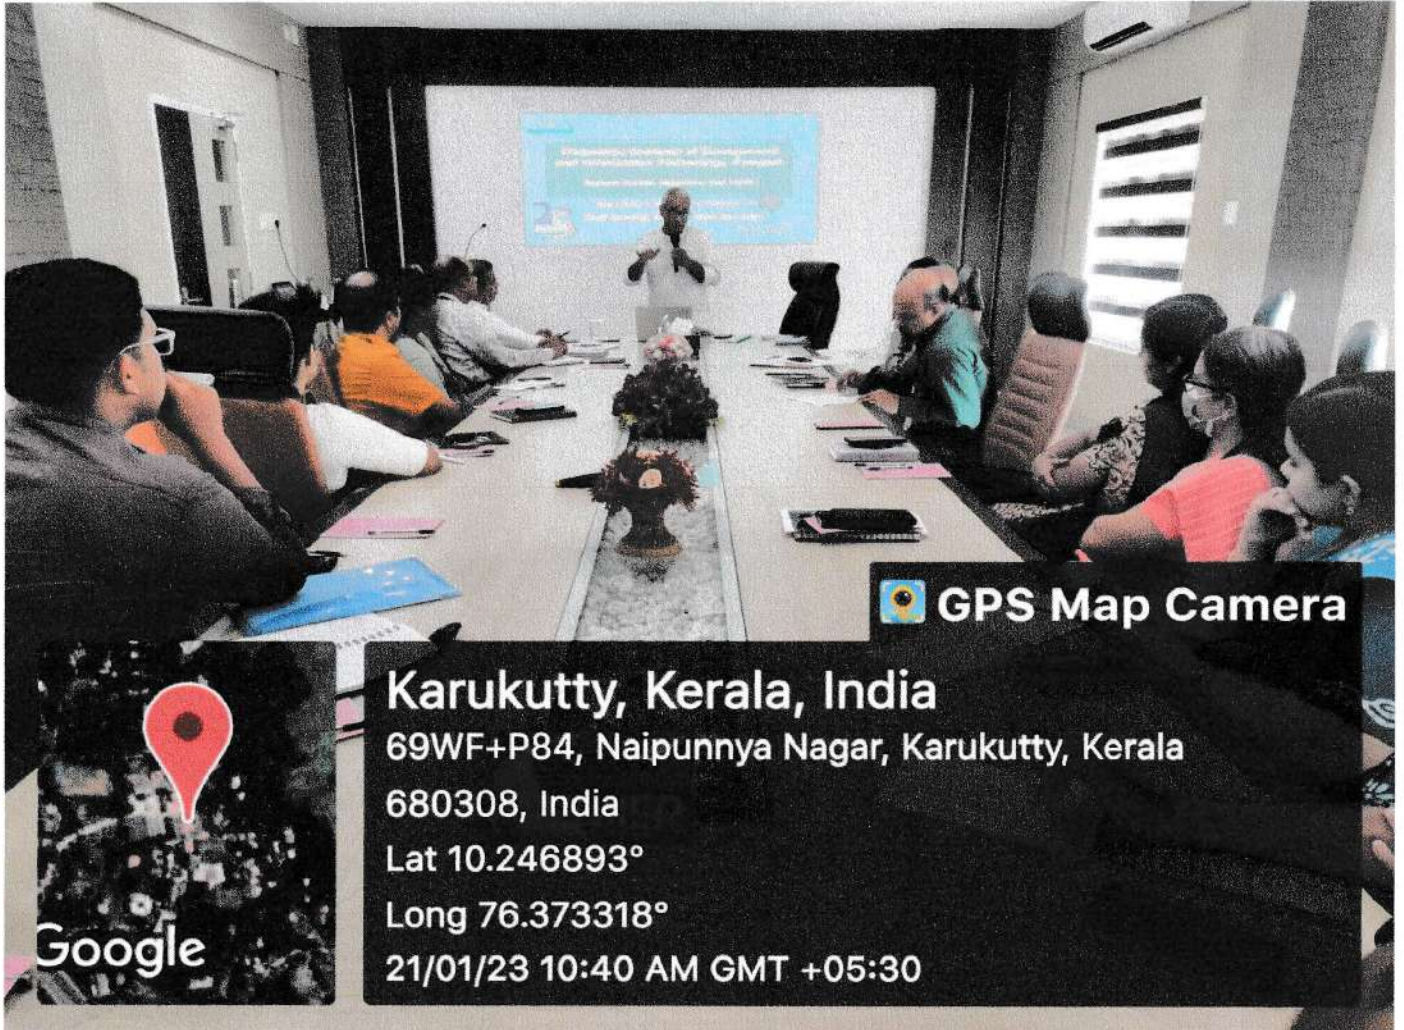 GPS Map Camera
Karukutty, Kerala, India
69WF+P84, Naipunnya Nagar, Karukutty, Kerala
680308, India
Lat 10.246893°
Long 76.373318°
21/01/23 10:40 AM GMT +05:30
Google